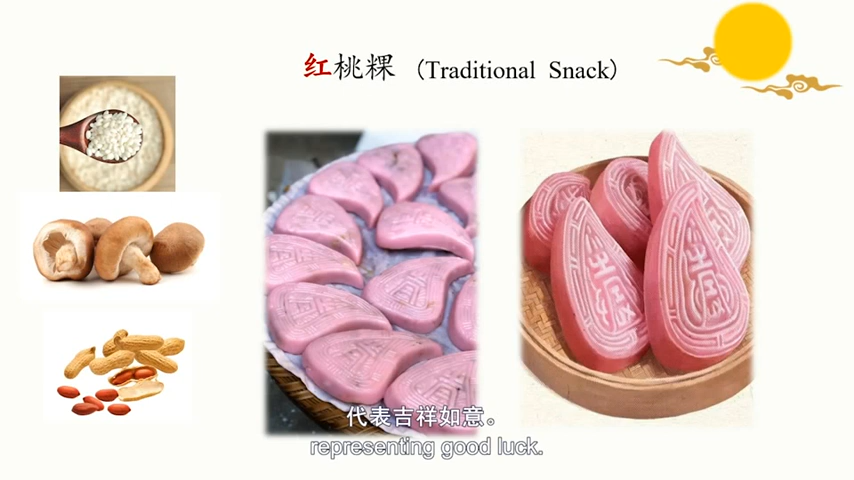 红桃粿 (Traditional Snack)
代表吉祥如意。
representing good luck.